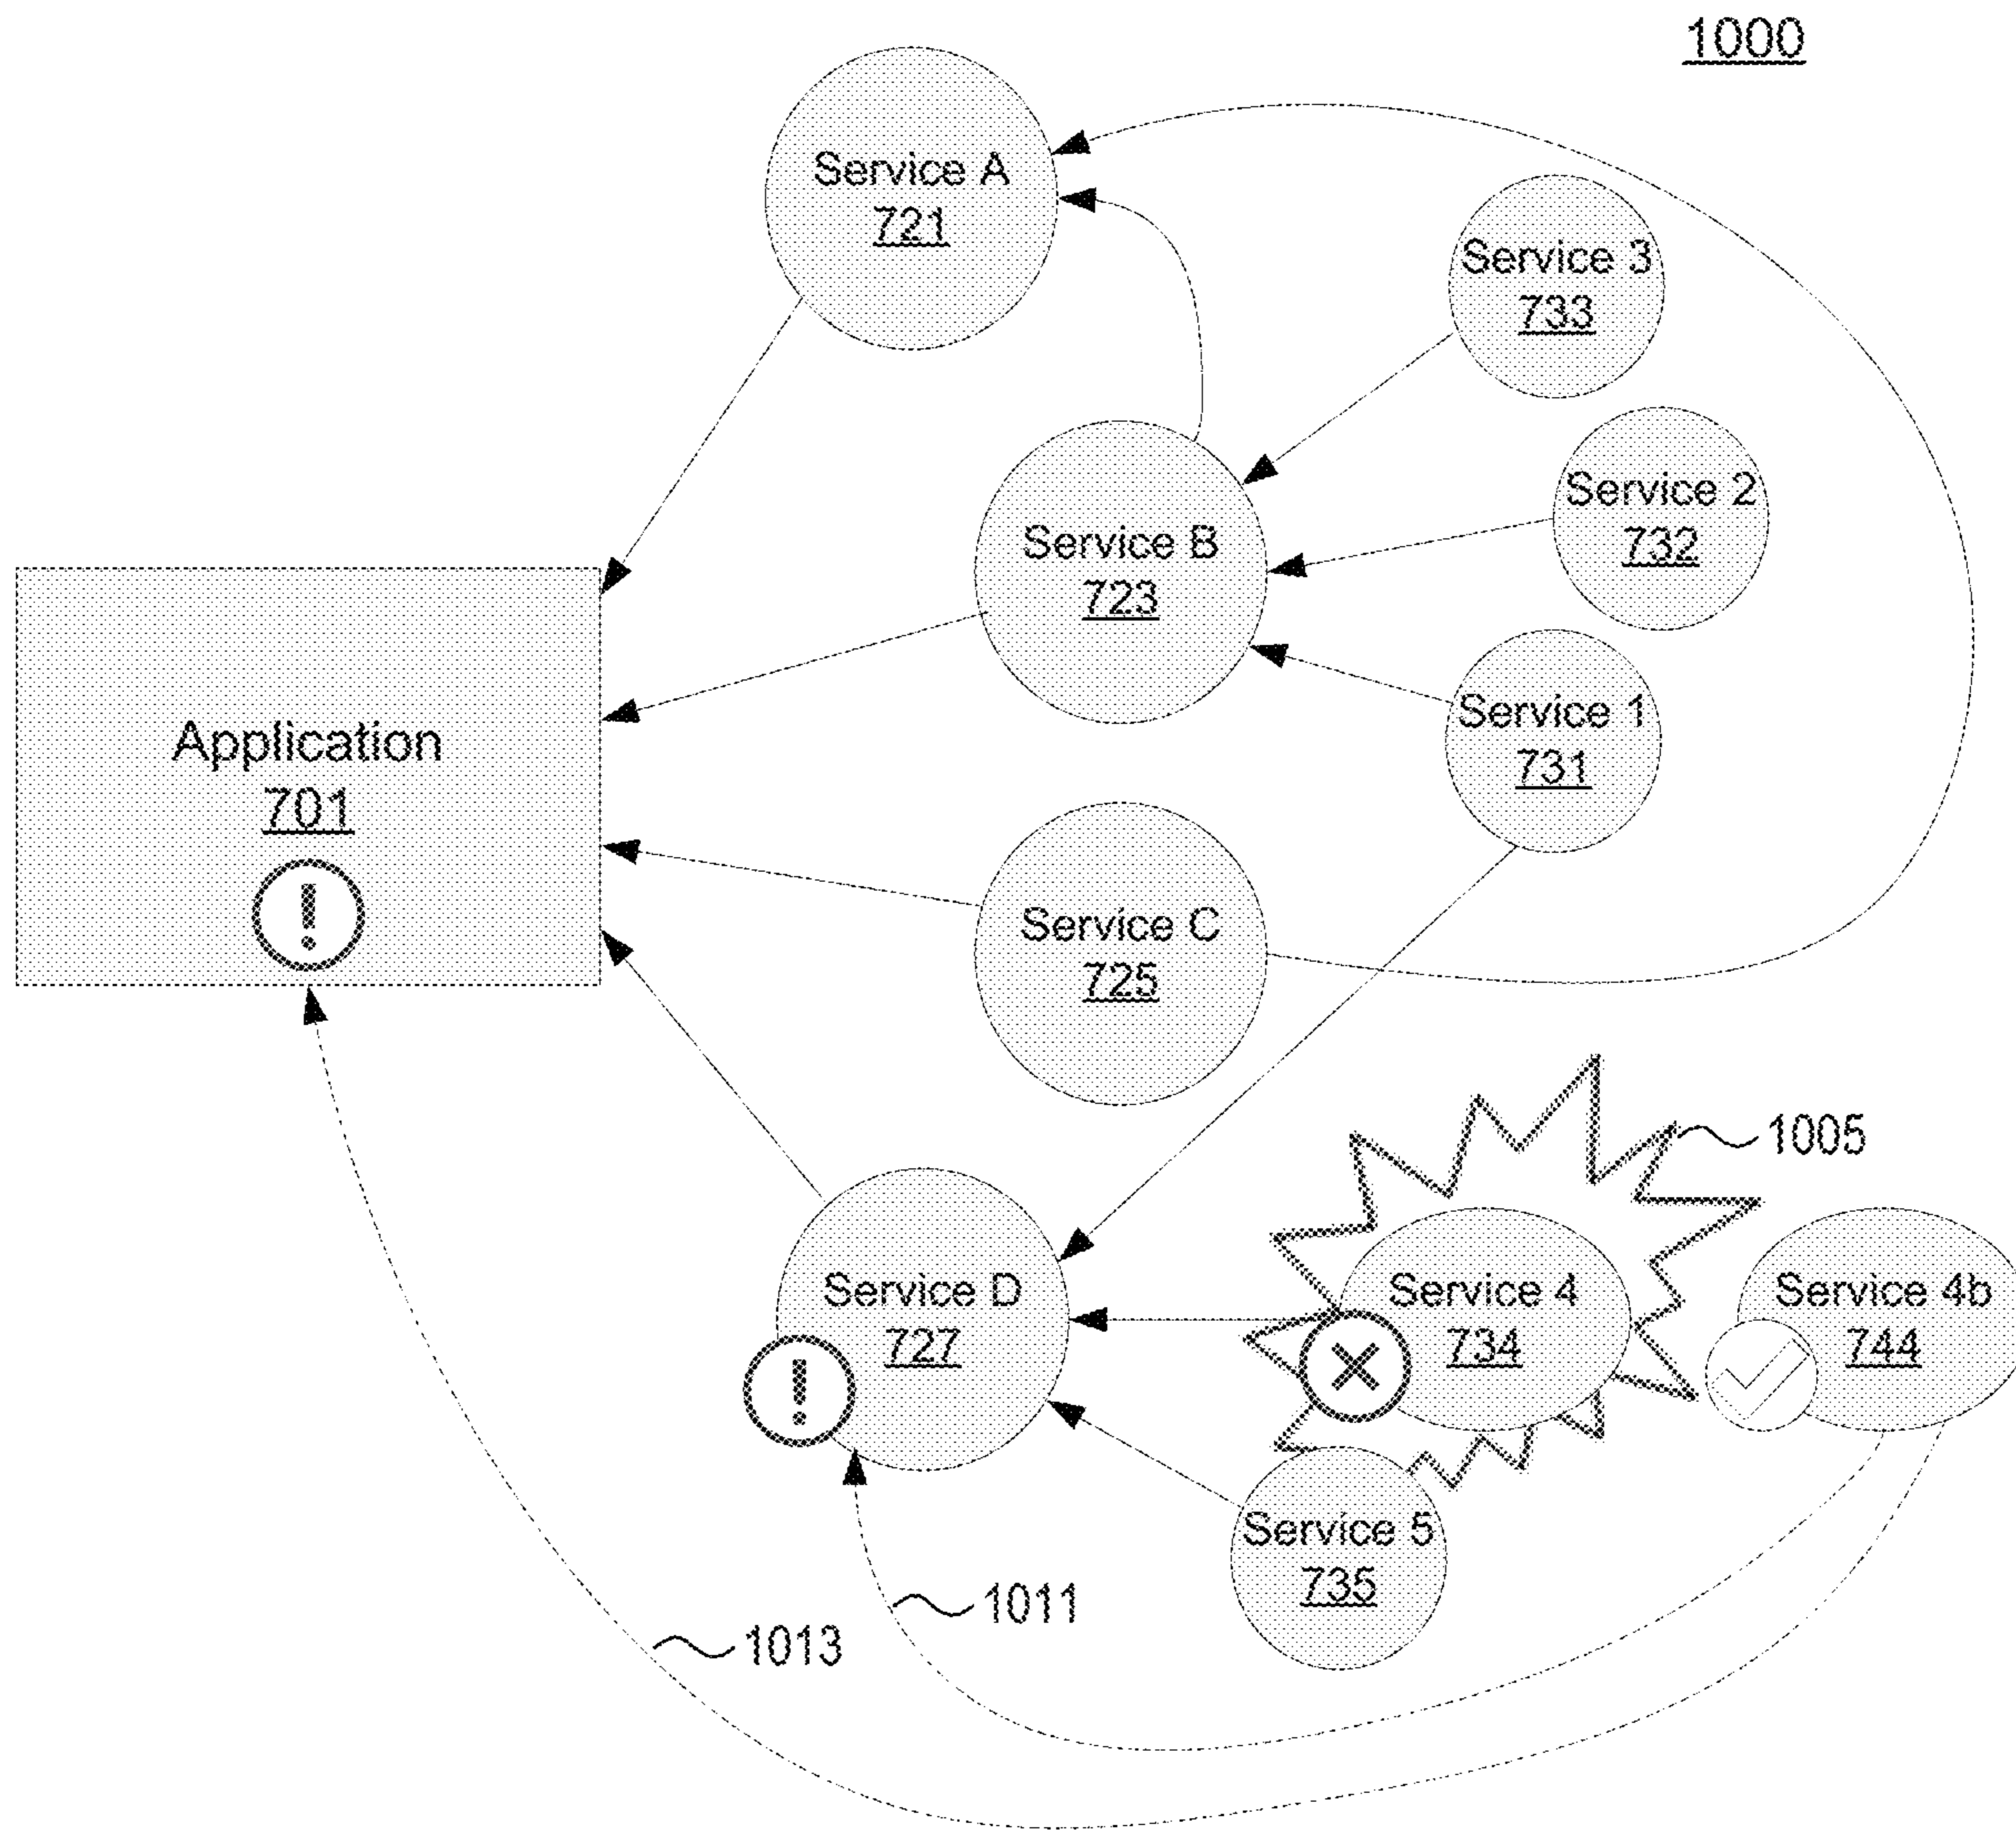 1000
Service A
721
Service 3
733
Service 2
732
Service B
723
Service 1
731
Application
701
!
Service C
725
1005
Service D
727
!
Service 4
734
Service 4b
744
Service 5
735
1011
1013